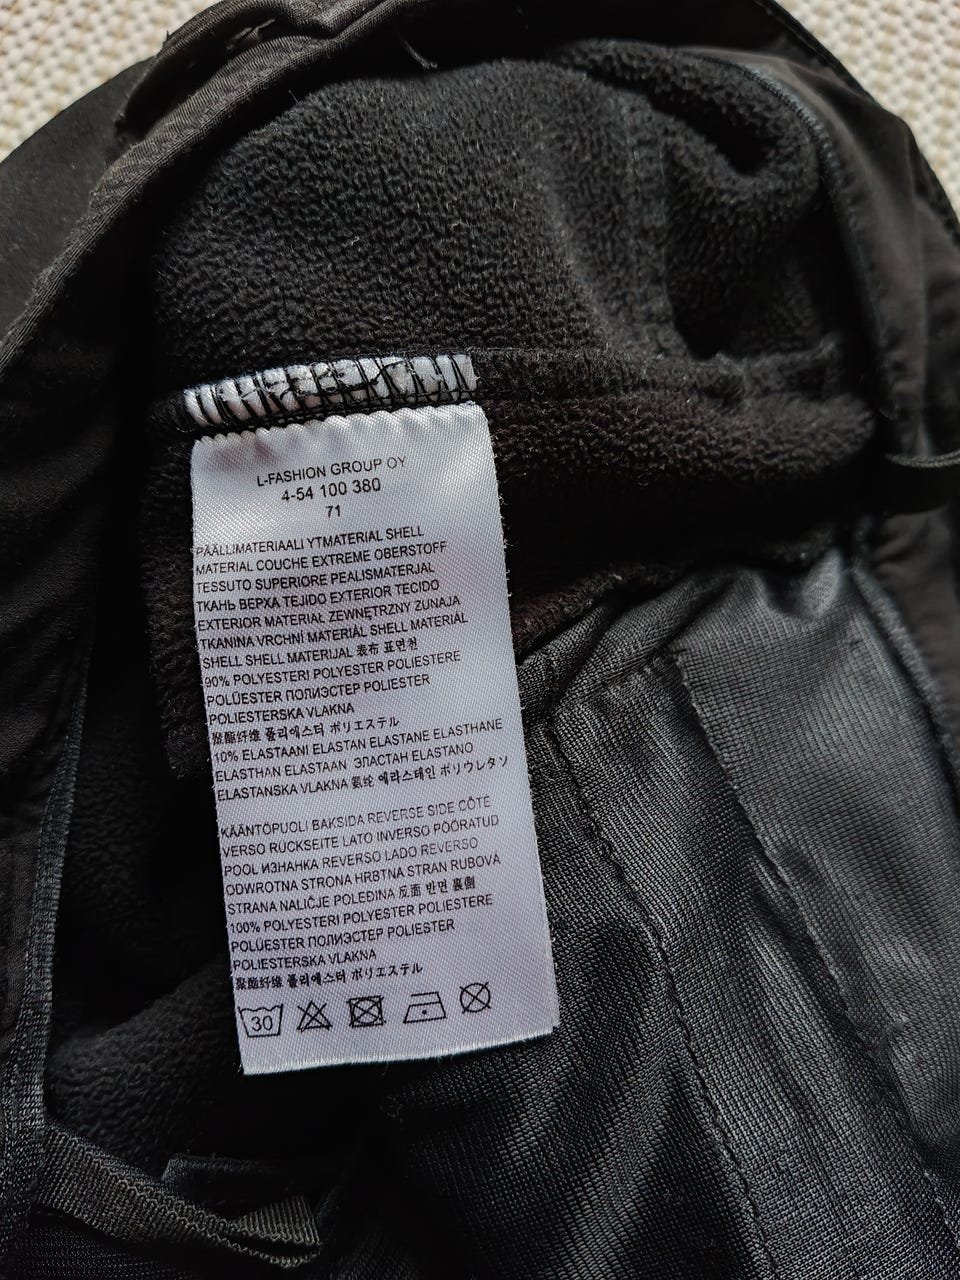 L-FASHION GROUP OY
4-54 100 380
71
PÄÄLLIMATERIAALI YTMATERIAL SHELL
MATERIAL COUCHE EXTREME OBERSTOFF
TESSUTO SUPERIORE PEALISMATERJAL
ТКАНЬ ВЕРХА TEJIDO EXTERIOR TECIDO
EXTERIOR MATERIAŁ ZEWNĘTRZNY ZUNAJA
TKANINA VRCHNÍ MATERIÁL SHELL MATERIAL
SHELL SHELL MATERIJAL 表布 표면천
90% POLYESTERI POLYESTER POLIESTERE
POLÜESTER ПОЛИЭСТЕР POLIESTER
POLIESTERSKA VLAKNA
聚酯纤维 폴리에스터 ポリエステル
10% ELASTAANI ELASTAN ELASTANE ELASTHANE
ELASTHAN ELASTAAN ЭЛАСТАН ELASTANO
ELASTANSKA VLAKNA 氨纶 에라스테인 ポリウレタン
KÄÄNTÖPUOLI BAKSIDA REVERSE SIDE CÔTÉ
VERSO RÜCKSEITE LATO INVERSO PÖÖRATUD
POOL ИЗНАНКА REVERSO LADO REVERSO
ODWROTNA STRONA HRBTNA STRAN RUBOVÁ
STRANA NALIČJE POLEĐINA 反面 반면 裏側
100% POLYESTERI POLYESTER POLIESTERE
POLÜESTER ПОЛИЭСТЕР POLIESTER
POLIESTERSKA VLAKNA
聚酯纤维 폴리에스터 ポリエステル
30